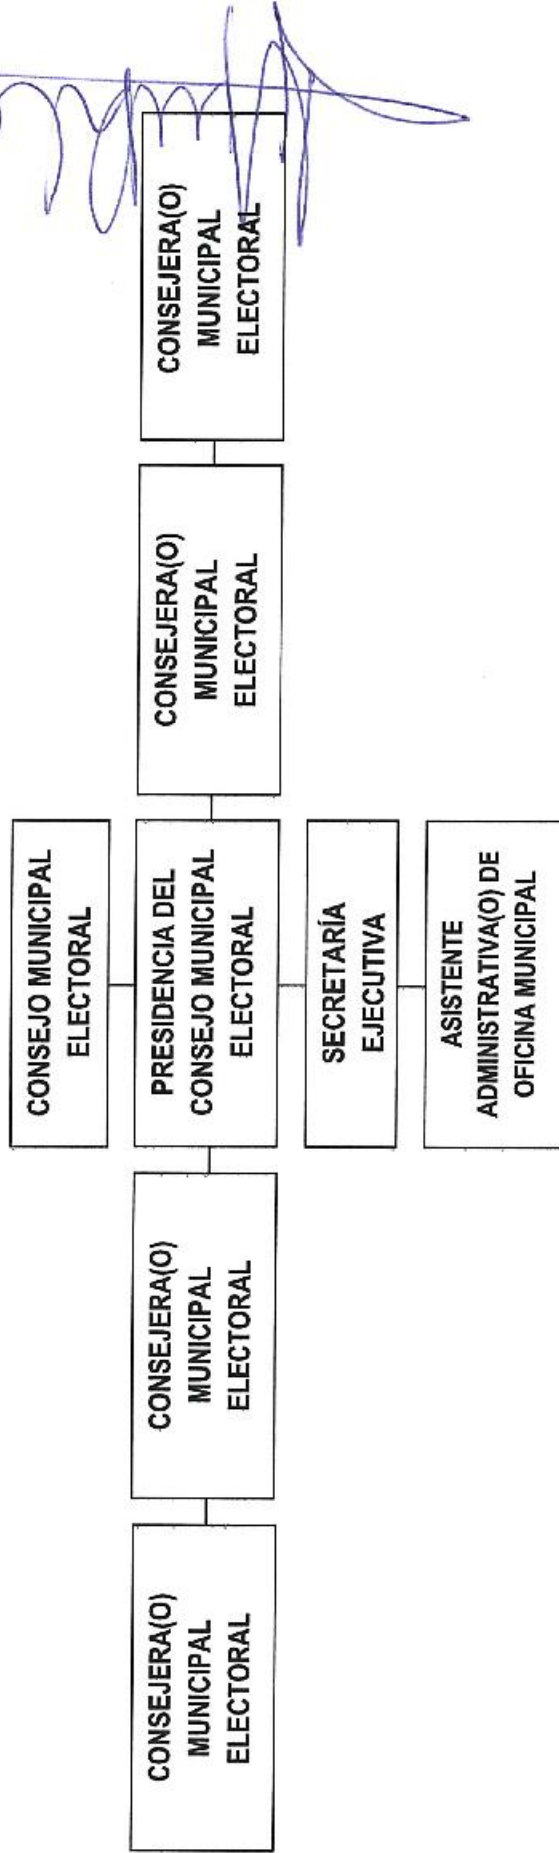 CONSEJO MUNICIPAL
ELECTORAL
CONSEJERA(O)
MUNICIPAL
ELECTORAL
CONSEJERA(O)
MUNICIPAL
ELECTORAL
PRESIDENCIA DEL
CONSEJO MUNICIPAL
ELECTORAL
CONSEJERA(O)
MUNICIPAL
ELECTORAL
CONSEJERA(O)
MUNICIPAL
ELECTORAL
SECRETARÍA
EJECUTIVA
ASISTENTE
ADMINISTRATIVA(O) DE
OFICINA MUNICIPAL